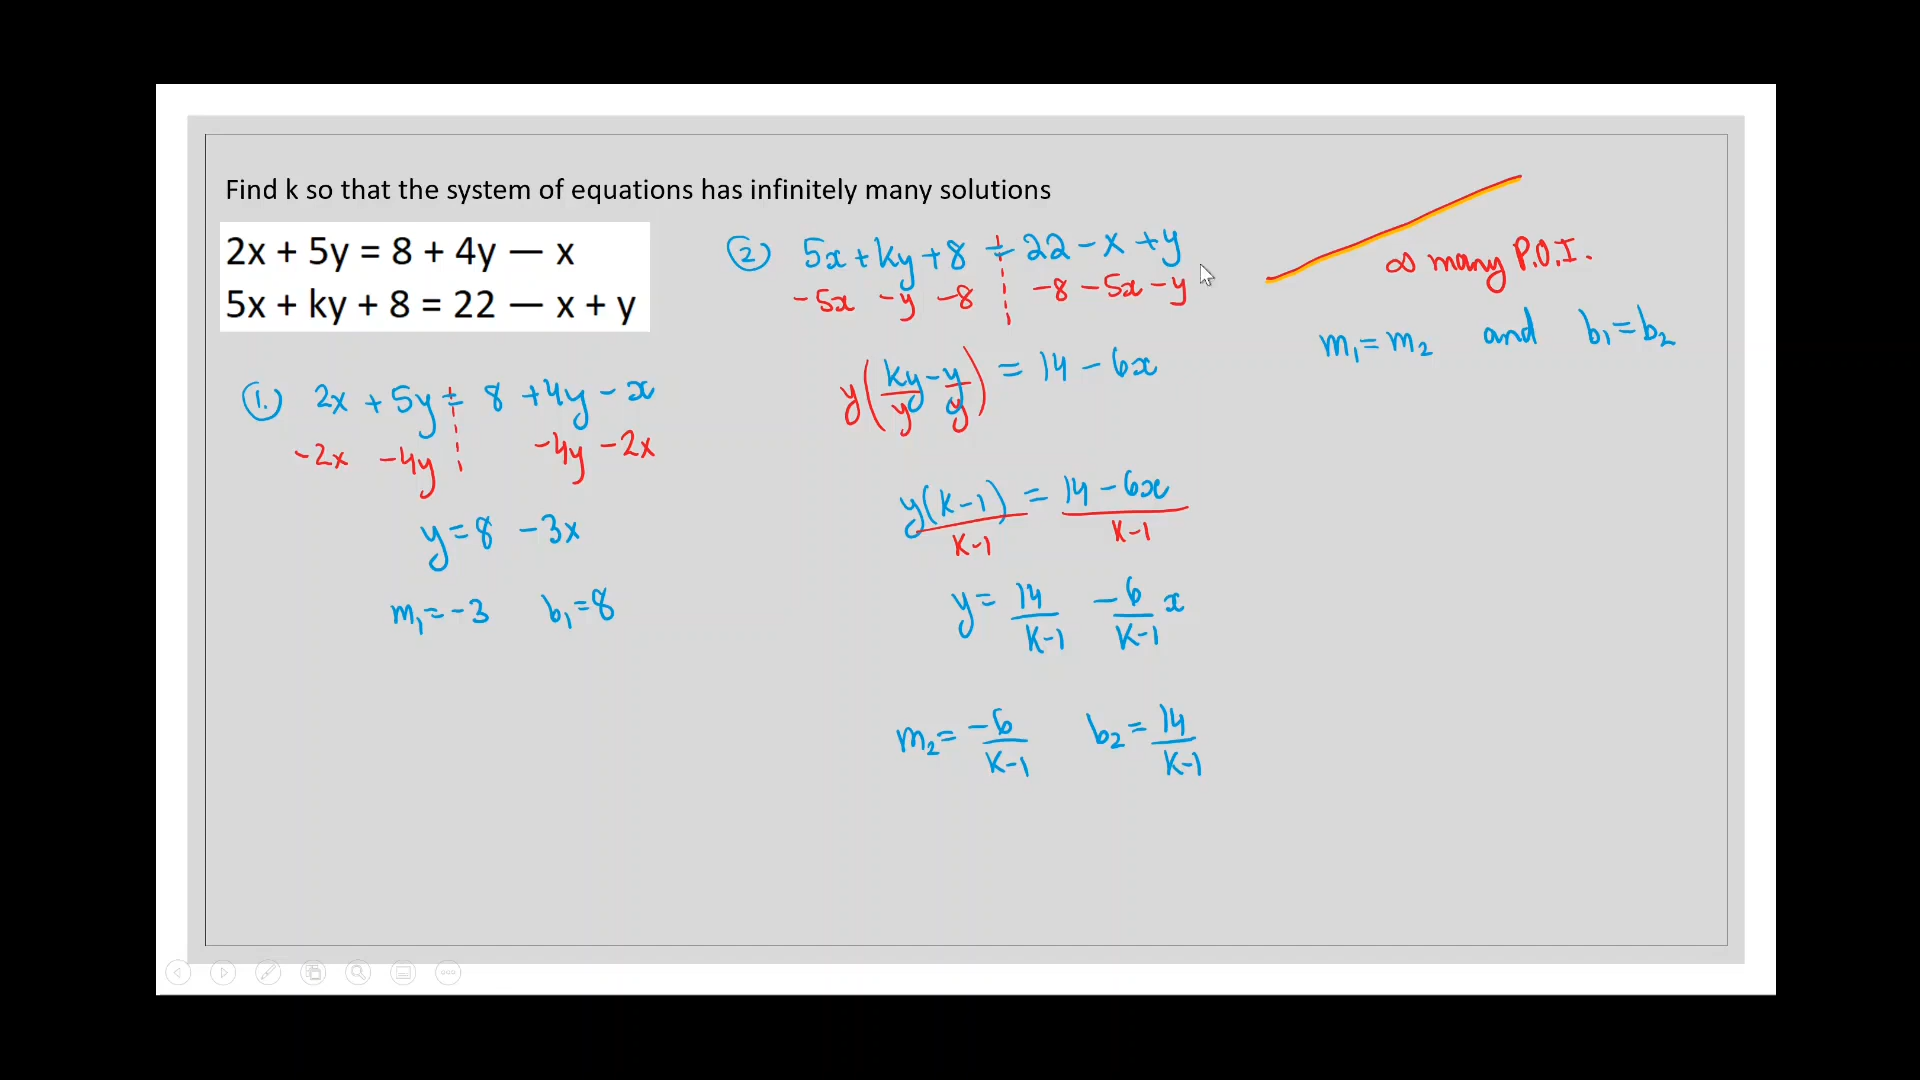 Find k so that the system of equations has infinitely many solutions
2x + 5y = 8 + 4y — x
5x + ky + 8 = 22 — x + y
1. 2x + 5y = 8 + 4y - x
-2x -4y -4y -2x
y = 8 - 3x
m₁ = -3 b₁ = 8
2 5x + ky + 8 = 22 - x + y
-5x -y -8 -8 -5x -y
y(ky/y - y/y) = 14 - 6x
y(k-1) = 14 - 6x
k-1 k-1
y = 14/k-1 -6/k-1 x
m₂ = -6/k-1 b₂ = 14/k-1
∞ many P.O.I.
m₁ = m₂ and b₁ = b₂